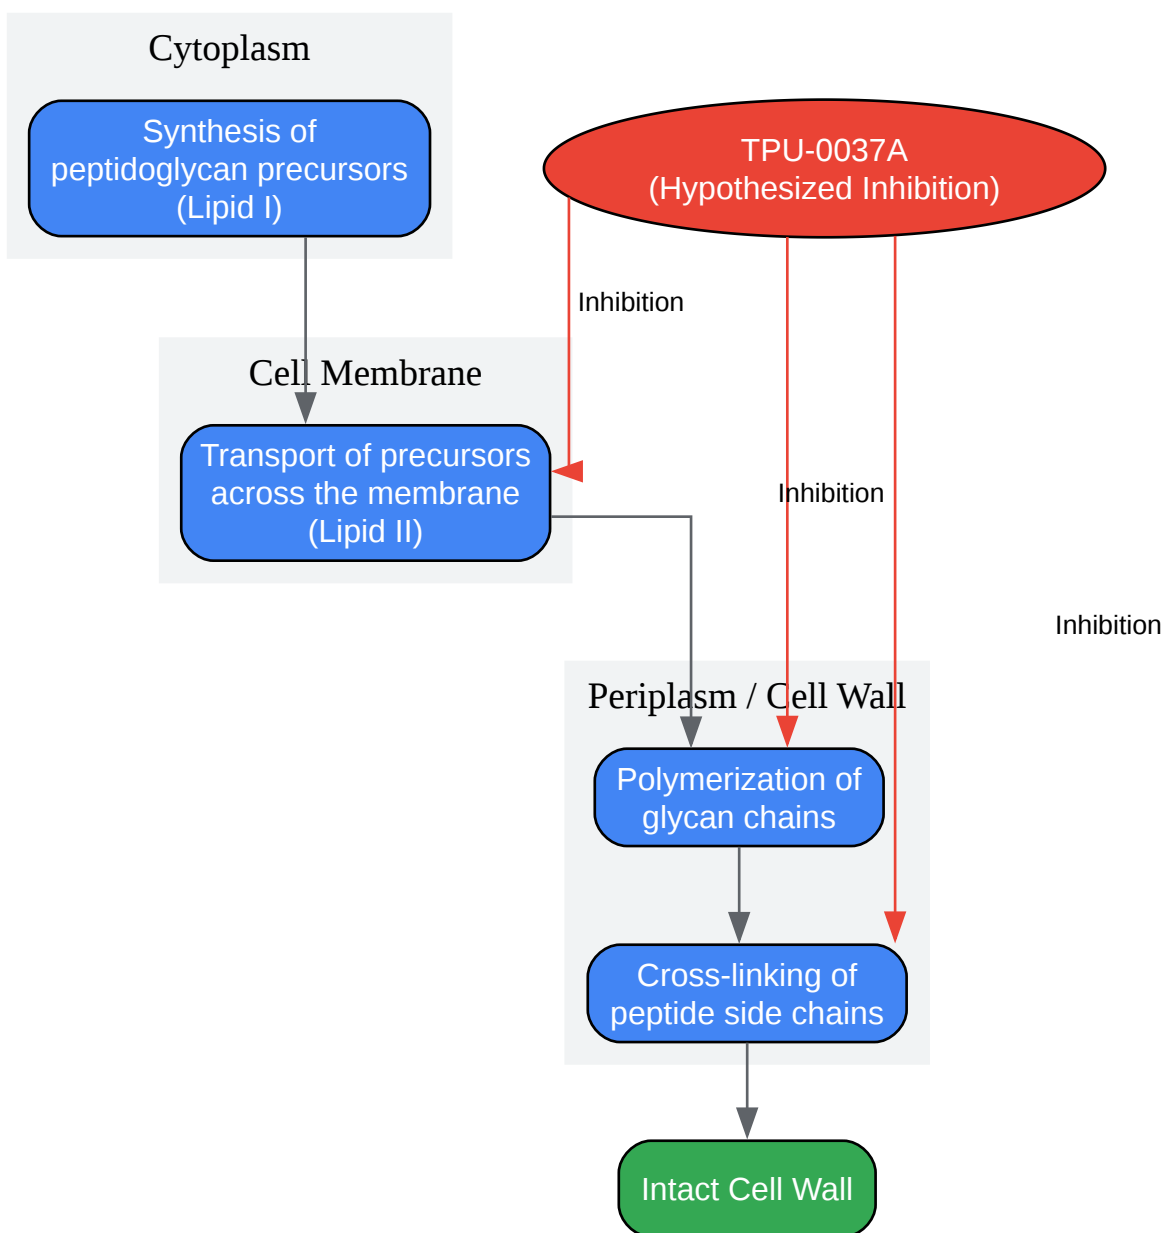 Cytoplasm
Synthesis of
peptidoglycan precursors
(Lipid I)
TPU-0037A
(Hypothesized Inhibition)
Inhibition
Cell Membrane
Transport of precursors
across the membrane
(Lipid II)
Inhibition
Inhibition
Periplasm / Cell Wall
Polymerization of
glycan chains
Cross-linking of
peptide side chains
Intact Cell Wall